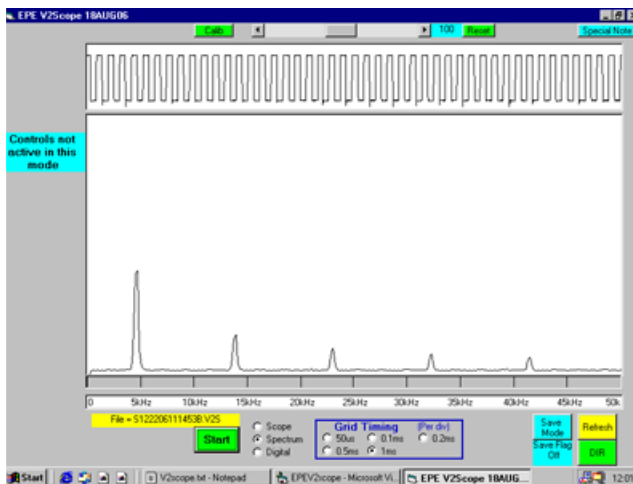 EPE V2Scope 18AUG06
Calib 100 Reset Special Note
Controls not
active in this
mode
0 5kHz 10kHz 15kHz 20kHz 25kHz 30kHz 35kHz 40kHz 45kHz 50k
File = S122206111453B.V2S
Start
Scope
Spectrum
Digital
Grid Timing (Per div)
50us 0.1ms 0.2ms
0.5ms 1ms
Save
Mode
Save Flag
Off
Refresh
DIR
Start V2scope.txt - Notepad EPEV2scope - Microsoft Vi... EPE V2Scope 18AUG... 12:05